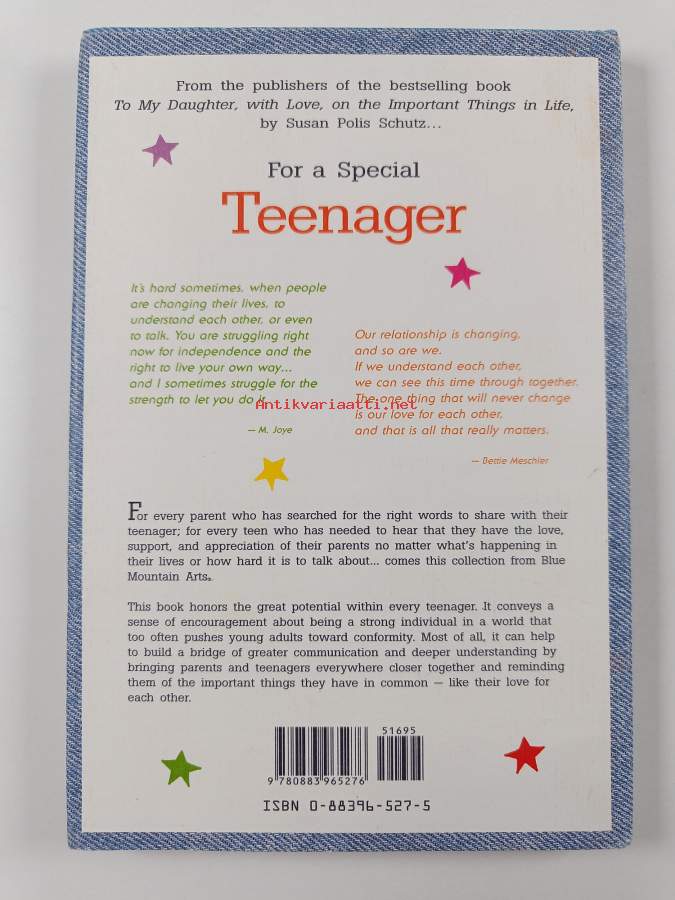 From the publishers of the bestselling book
To My Daughter, with Love, on the Important Things in Life,
by Susan Polis Schutz...
For a Special
Teenager
It's hard sometimes, when people
are changing their lives, to
understand each other, or even
to talk. You are struggling right
now for independence and the
right to live your own way...
and I sometimes struggle for the
strength to let you do it.
— M. Joye
Our relationship is changing,
and so are we.
If we understand each other,
we can see this time through together.
The one thing that will never change
is our love for each other,
and that is all that really matters.
— Bettie Meschler
Antikvariaatti.net
For every parent who has searched for the right words to share with their
teenager; for every teen who has needed to hear that they have the love,
support, and appreciation of their parents no matter what's happening in
their lives or how hard it is to talk about... comes this collection from Blue
Mountain Arts®.
This book honors the great potential within every teenager. It conveys a
sense of encouragement about being a strong individual in a world that
too often pushes young adults toward conformity. Most of all, it can help
to build a bridge of greater communication and deeper understanding by
bringing parents and teenagers everywhere closer together and reminding
them of the important things they have in common — like their love for
each other.
51695
9 780883 965276
ISBN 0-88396-527-5